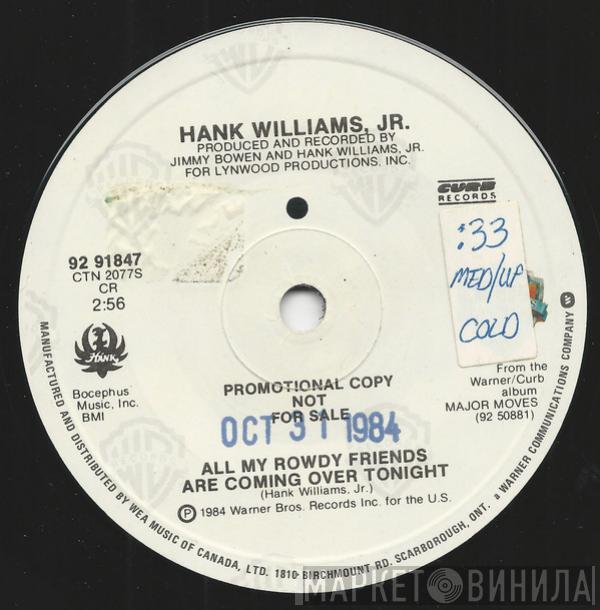 HANK WILLIAMS, JR.
PRODUCED AND RECORDED BY
JIMMY BOWEN AND HANK WILLIAMS, JR.
FOR LYNWOOD PRODUCTIONS, INC.
CURB
RECORDS
92 91847
CTN 2077S
CR
2:56
HANK
Bocephus
Music, Inc.
BMI
:33
MED/UP
COLD
From the
Warner/Curb
album
MAJOR MOVES
(92 50881)
PROMOTIONAL COPY
NOT
FOR SALE
OCT 31 1984
ALL MY ROWDY FRIENDS
ARE COMING OVER TONIGHT
(Hank Williams, Jr.)
Ⓟ 1984 Warner Bros. Records Inc. for the U.S.
MANUFACTURED AND DISTRIBUTED BY WEA MUSIC OF CANADA, LTD. 1810 BIRCHMOUNT RD. SCARBOROUGH, ONT. a WARNER COMMUNICATIONS COMPANY
МАРКЕТ ВИНИЛА